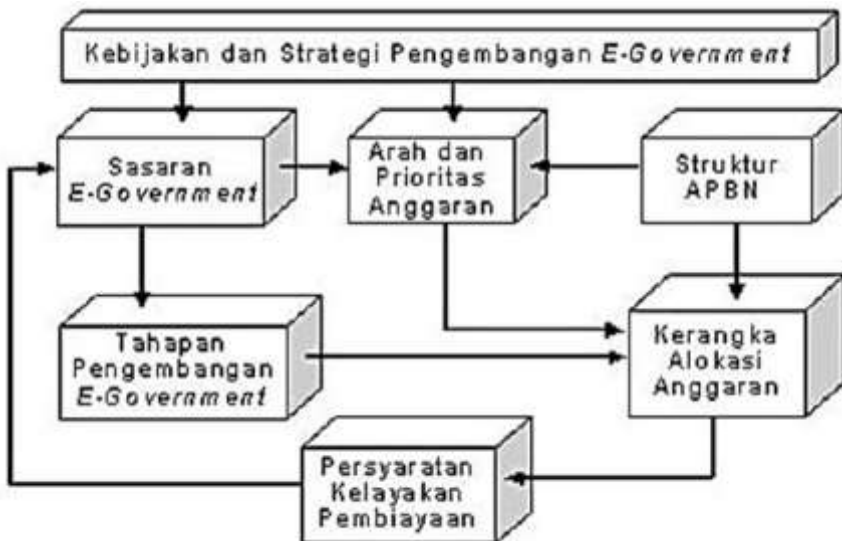 Kebijakan dan Strategi Pengembangan E-Government
Sasaran
E-Government
Arah dan
Prioritas
Anggaran
Struktur
APBN
Tahapan
Pengembangan
E-Government
Kerangka
Alokasi
Anggaran
Persyaratan
Kelayakan
Pembiayaan